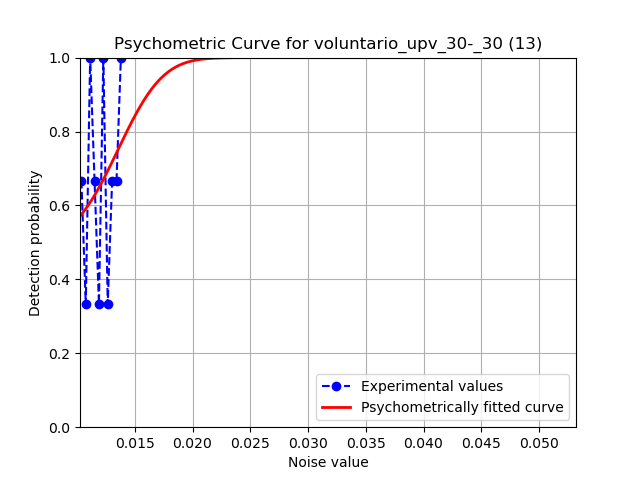 Psychometric Curve for voluntario_upv_30-_30 (13)
1.0
0.8
0.6
0.4
0.2
0.0
Detection probability
0.015 0.020 0.025 0.030 0.035 0.040 0.045 0.050
Noise value
Experimental values
Psychometrically fitted curve